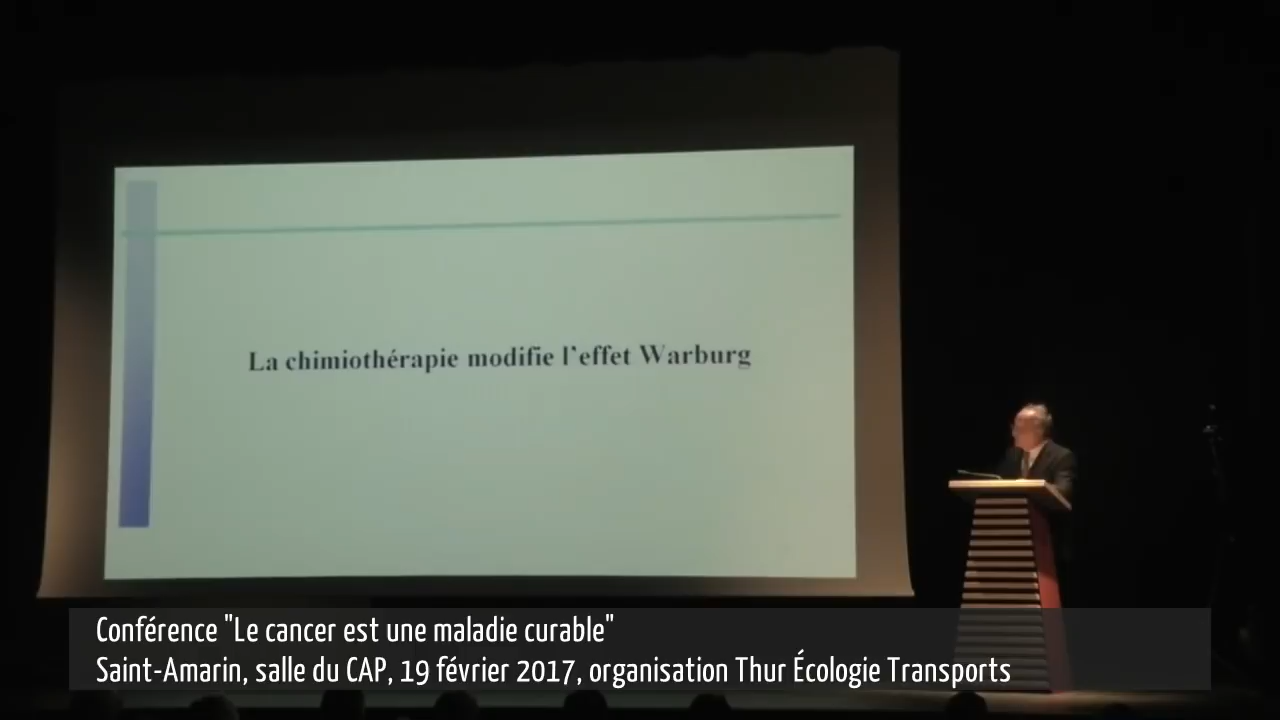 La chimiothérapie modifie l'effet Warburg
Conférence "Le cancer est une maladie curable"
Saint-Amarin, salle du CAP, 19 février 2017, organisation Thur Écologie Transports